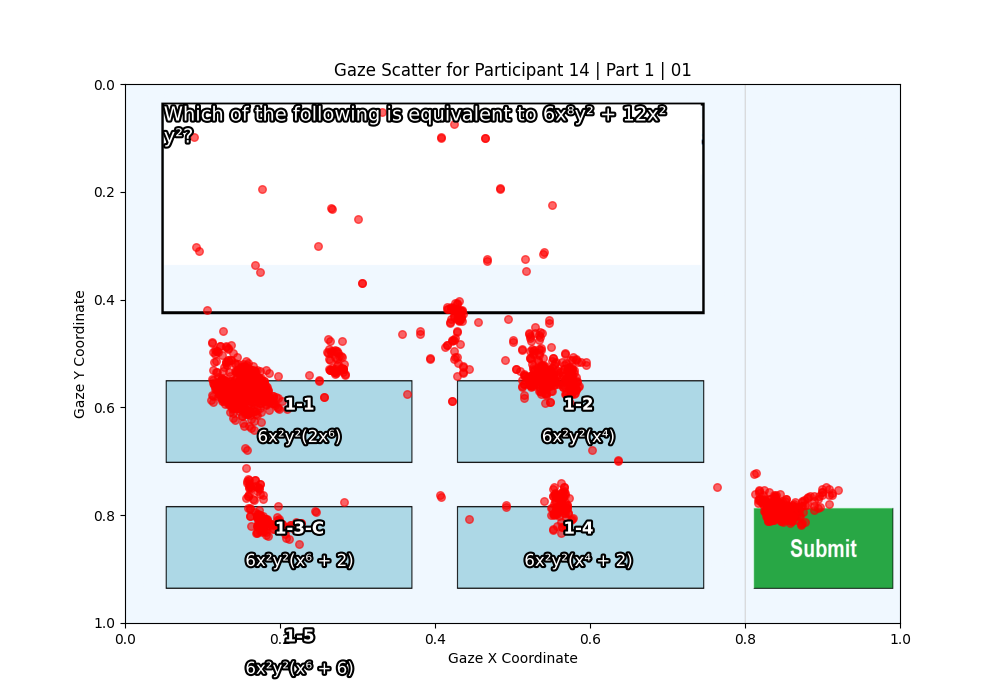 Gaze Scatter for Participant 14 | Part 1 | 01
Which of the following is equivalent to 6x⁸y² + 12x²
y²?
1-1
6x²y²(2x⁶)
1-2
6x²y²(x⁴)
1-3-C
6x²y²(x⁶ + 2)
1-4
6x²y²(x⁴ + 2)
Submit
1-5
6x²y²(x⁶ + 6)
Gaze Y Coordinate
0.0
0.2
0.4
0.6
0.8
1.0
0.0 0.2 0.4 0.6 0.8 1.0
Gaze X Coordinate